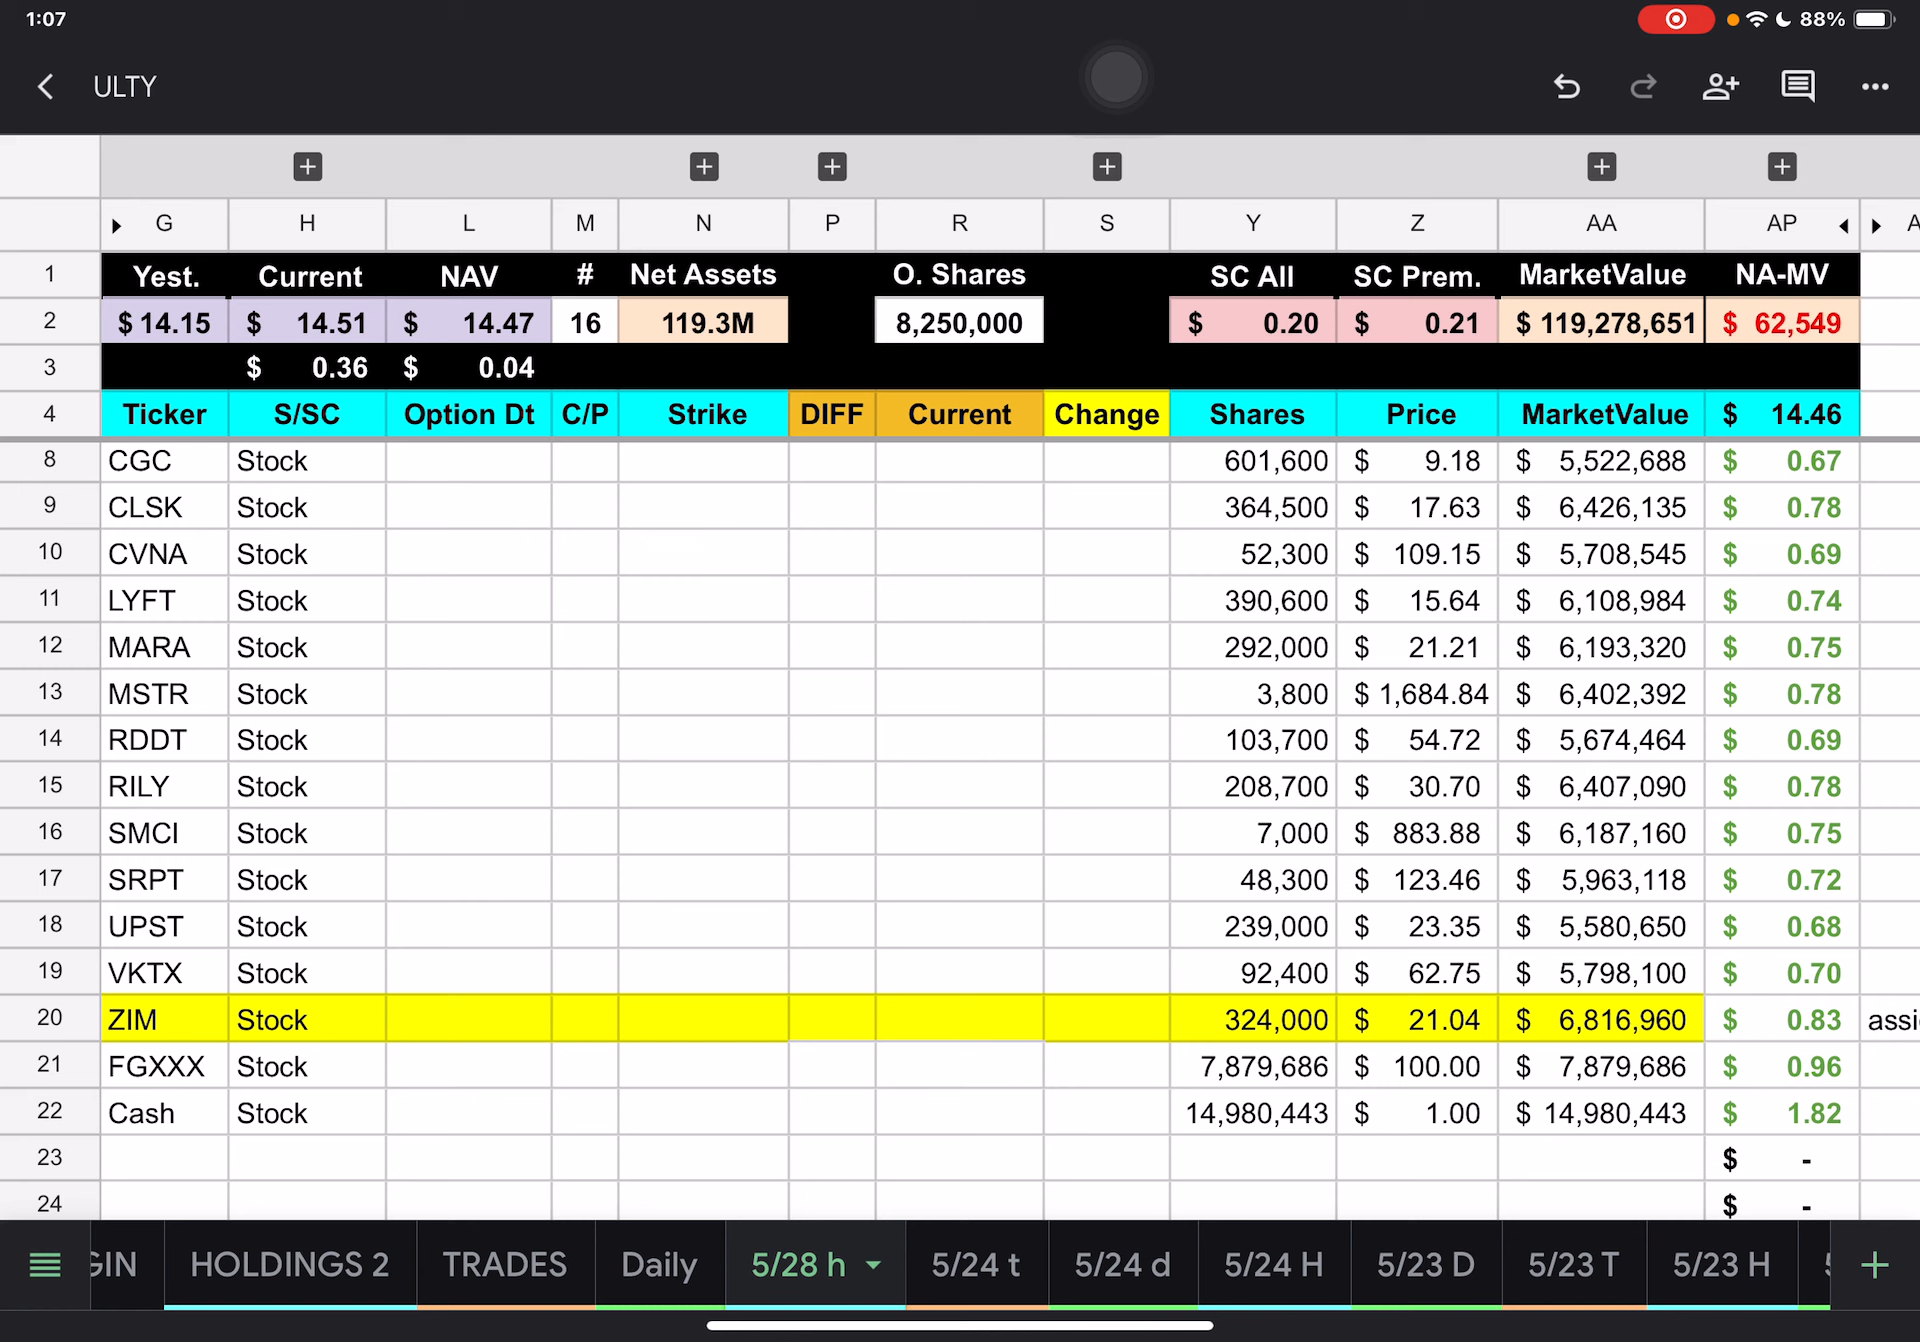 1:07
88%
ULTY
G H L M N P R S Y Z AA AP
1 Yest. Current NAV # Net Assets O. Shares SC All SC Prem. MarketValue NA-MV
2 $ 14.15 $ 14.51 $ 14.47 16 119.3M 8,250,000 $ 0.20 $ 0.21 $ 119,278,651 $ 62,549
3 $ 0.36 $ 0.04
4 Ticker S/SC Option Dt C/P Strike DIFF Current Change Shares Price MarketValue $ 14.46
8 CGC Stock 601,600 $ 9.18 $ 5,522,688 $ 0.67
9 CLSK Stock 364,500 $ 17.63 $ 6,426,135 $ 0.78
10 CVNA Stock 52,300 $ 109.15 $ 5,708,545 $ 0.69
11 LYFT Stock 390,600 $ 15.64 $ 6,108,984 $ 0.74
12 MARA Stock 292,000 $ 21.21 $ 6,193,320 $ 0.75
13 MSTR Stock 3,800 $ 1,684.84 $ 6,402,392 $ 0.78
14 RDDT Stock 103,700 $ 54.72 $ 5,674,464 $ 0.69
15 RILY Stock 208,700 $ 30.70 $ 6,407,090 $ 0.78
16 SMCI Stock 7,000 $ 883.88 $ 6,187,160 $ 0.75
17 SRPT Stock 48,300 $ 123.46 $ 5,963,118 $ 0.72
18 UPST Stock 239,000 $ 23.35 $ 5,580,650 $ 0.68
19 VKTX Stock 92,400 $ 62.75 $ 5,798,100 $ 0.70
20 ZIM Stock 324,000 $ 21.04 $ 6,816,960 $ 0.83 assi
21 FGXXX Stock 7,879,686 $ 100.00 $ 7,879,686 $ 0.96
22 Cash Stock 14,980,443 $ 1.00 $ 14,980,443 $ 1.82
23 $ -
24 $ -
GIN HOLDINGS 2 TRADES Daily 5/28 h 5/24 t 5/24 d 5/24 H 5/23 D 5/23 T 5/23 H